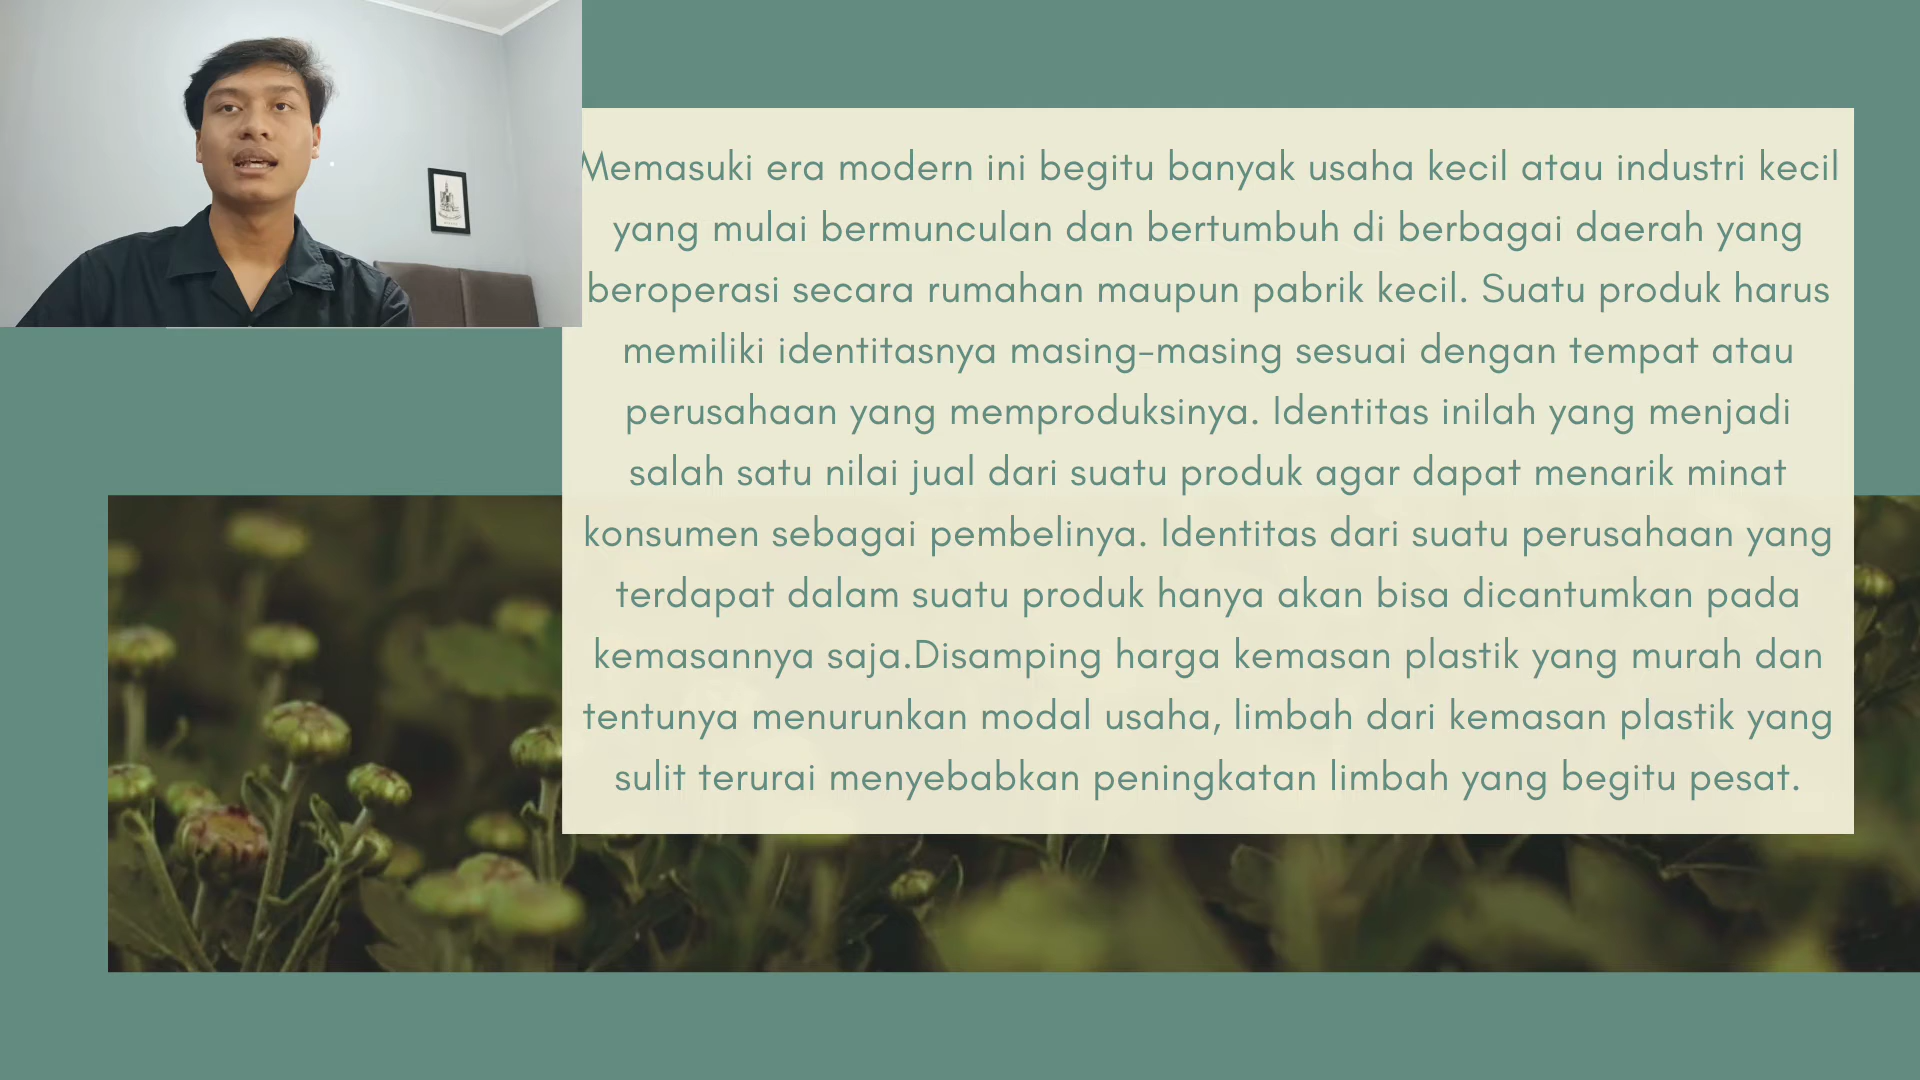 Memasuki era modern ini begitu banyak usaha kecil atau industri kecil
yang mulai bermunculan dan bertumbuh di berbagai daerah yang
beroperasi secara rumahan maupun pabrik kecil. Suatu produk harus
memiliki identitasnya masing-masing sesuai dengan tempat atau
perusahaan yang memproduksinya. Identitas inilah yang menjadi
salah satu nilai jual dari suatu produk agar dapat menarik minat
konsumen sebagai pembelinya. Identitas dari suatu perusahaan yang
terdapat dalam suatu produk hanya akan bisa dicantumkan pada
kemasannya saja.Disamping harga kemasan plastik yang murah dan
tentunya menurunkan modal usaha, limbah dari kemasan plastik yang
sulit terurai menyebabkan peningkatan limbah yang begitu pesat.